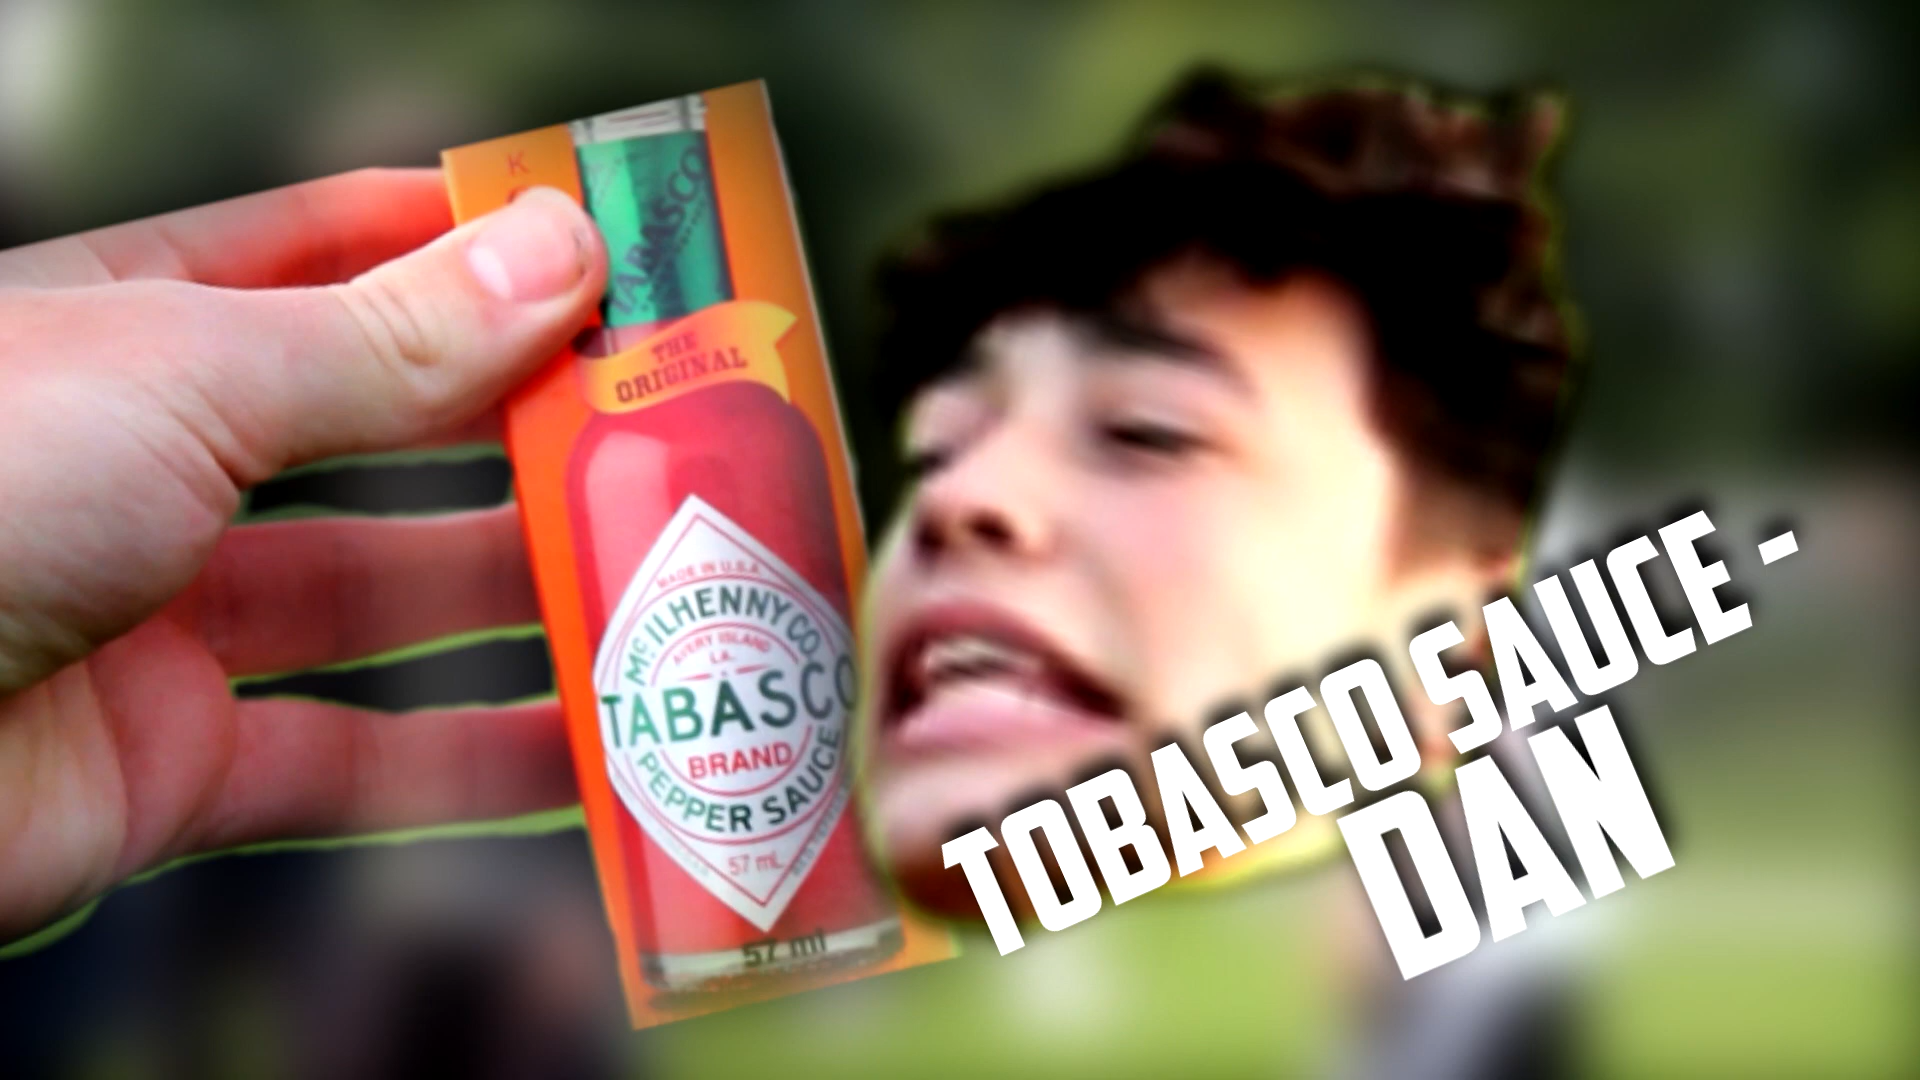 K
TABASCO
THE
ORIGINAL
MADE IN U.S.A.
McILHENNY CO.
AVERY ISLAND
LA.
TABASCO
BRAND
PEPPER SAUCE
57 mL
57 ml
TOBASCO SAUCE -
DAN